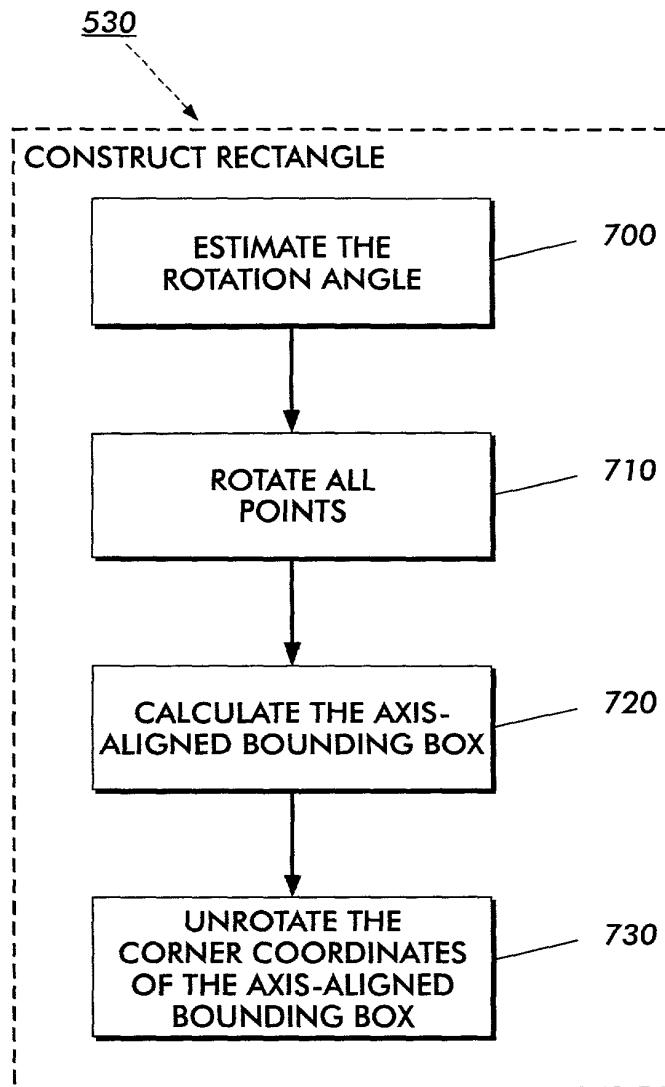 530
CONSTRUCT RECTANGLE
ESTIMATE THE
ROTATION ANGLE
700
ROTATE ALL
POINTS
710
CALCULATE THE AXIS-
ALIGNED BOUNDING BOX
720
UNROTATE THE
CORNER COORDINATES
OF THE AXIS-ALIGNED
BOUNDING BOX
730